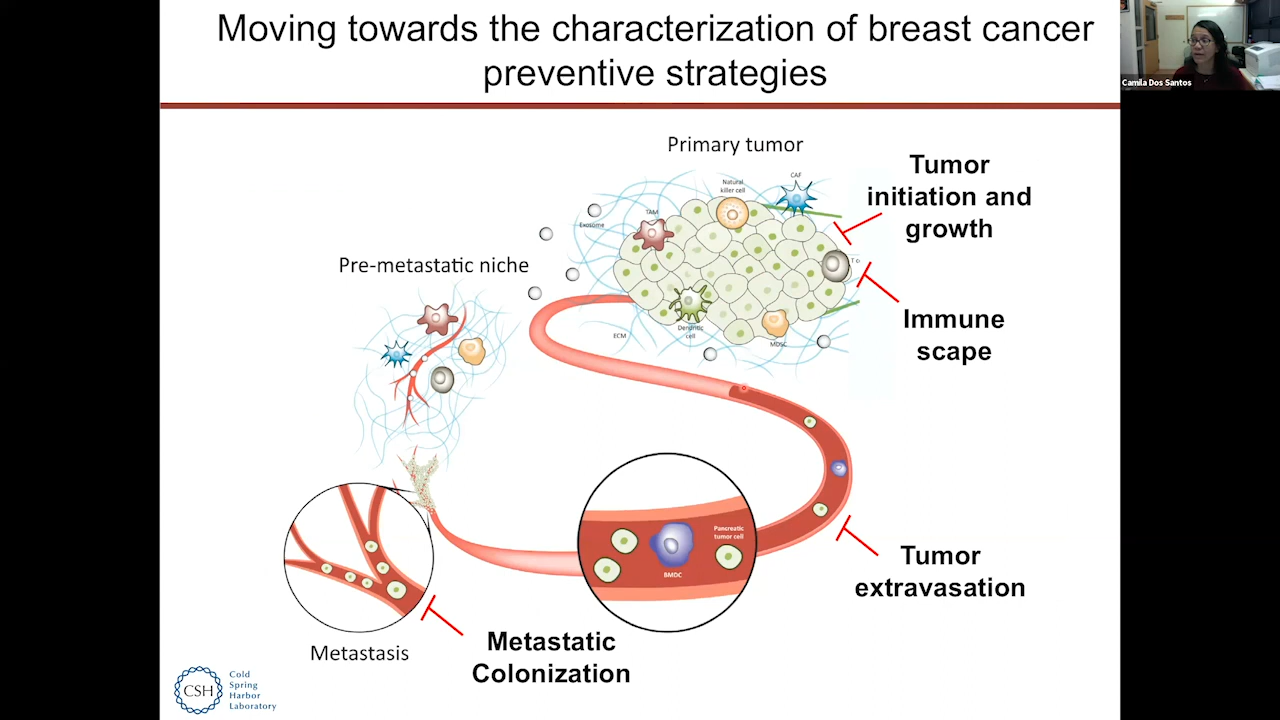 Moving towards the characterization of breast cancer
preventive strategies
Camila Dos Santos
Primary tumor
Tumor
initiation and
growth
CAF
Natural
killer cell
TAM
Exosome
Pre-metastatic niche
Immune
scape
Dendritic
cell
ECM
MDSC
Pancreatic
tumor cell
BMDC
Tumor
extravasation
Metastatic
Colonization
Metastasis
CSH
Cold
Spring
Harbor
Laboratory